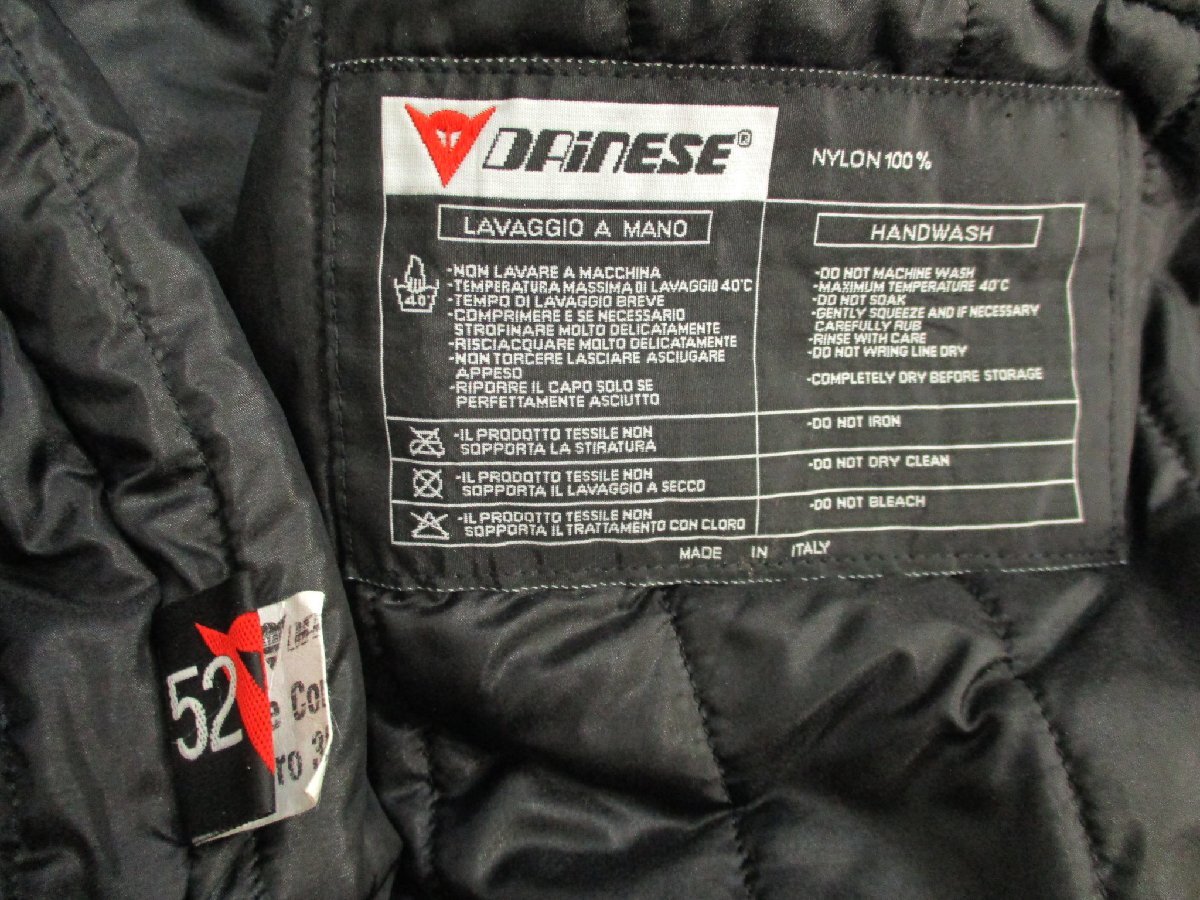 DAINESE®
NYLON 100%
LAVAGGIO A MANO
40°
-NON LAVARE A MACCHINA
-TEMPERATURA MASSIMA DI LAVAGGIO 40°C
-TEMPO DI LAVAGGIO BREVE
-COMPRIMERE E SE NECESSARIO
STROFINARE MOLTO DELICATAMENTE
-RISCIACQUARE MOLTO DELICATAMENTE
-NON TORCERE LASCIARE ASCIUGARE
APPESO
-RIPORRE IL CAPO SOLO SE
PERFETTAMENTE ASCIUTTO
-IL PRODOTTO TESSILE NON
SOPPORTA LA STIRATURA
-IL PRODOTTO TESSILE NON
SOPPORTA IL LAVAGGIO A SECCO
-IL PRODOTTO TESSILE NON
SOPPORTA IL TRATTAMENTO CON CLORO
HANDWASH
-DO NOT MACHINE WASH
-MAXIMUM TEMPERATURE 40°C
-DO NOT SOAK
-GENTLY SQUEEZE AND IF NECESSARY
CAREFULLY RUB
-RINSE WITH CARE
-DO NOT WRING LINE DRY
-COMPLETELY DRY BEFORE STORAGE
-DO NOT IRON
-DO NOT DRY CLEAN
-DO NOT BLEACH
MADE IN ITALY
52